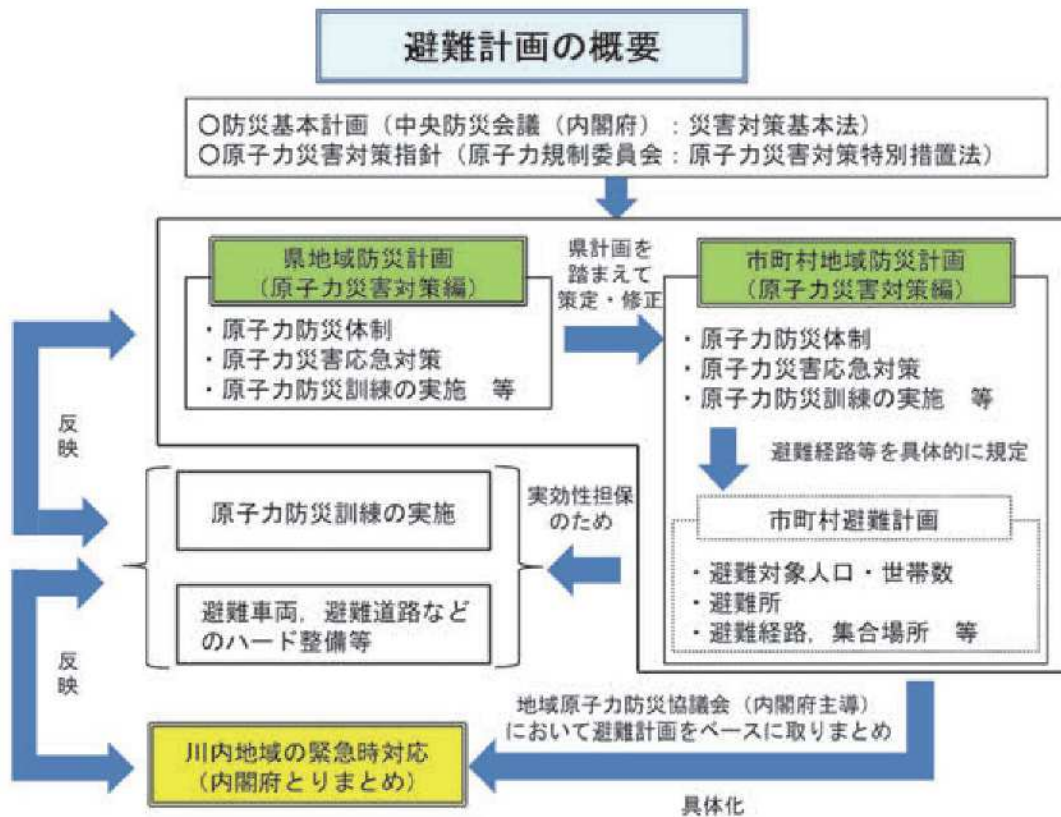 避難計画の概要
○防災基本計画（中央防災会議（内閣府）：災害対策基本法）
○原子力災害対策指針（原子力規制委員会：原子力災害対策特別措置法）
県地域防災計画
（原子力災害対策編）
・原子力防災体制
・原子力災害応急対策
・原子力防災訓練の実施　等
県計画を
踏まえて
策定・修正
市町村地域防災計画
（原子力災害対策編）
・原子力防災体制
・原子力災害応急対策
・原子力防災訓練の実施　等
避難経路等を具体的に規定
市町村避難計画
・避難対象人口・世帯数
・避難所
・避難経路，集合場所　等
反映
原子力防災訓練の実施
実効性担保
のため
避難車両，避難道路など
のハード整備等
反映
地域原子力防災協議会（内閣府主導）
において避難計画をベースに取りまとめ
川内地域の緊急時対応
（内閣府とりまとめ）
具体化